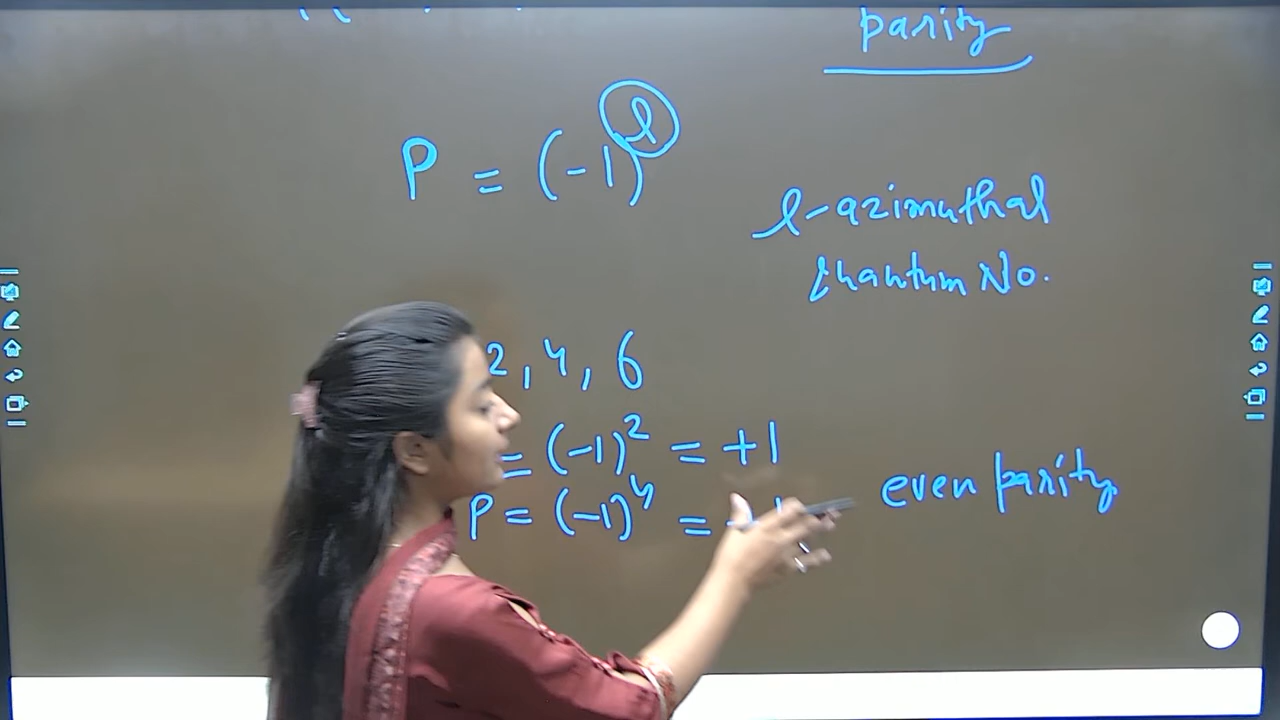 parity
P = (-1)^l
l-azimuthal
quantum No.
2, 4, 6
= (-1)^2 = +1
even parity
P = (-1)^4 =